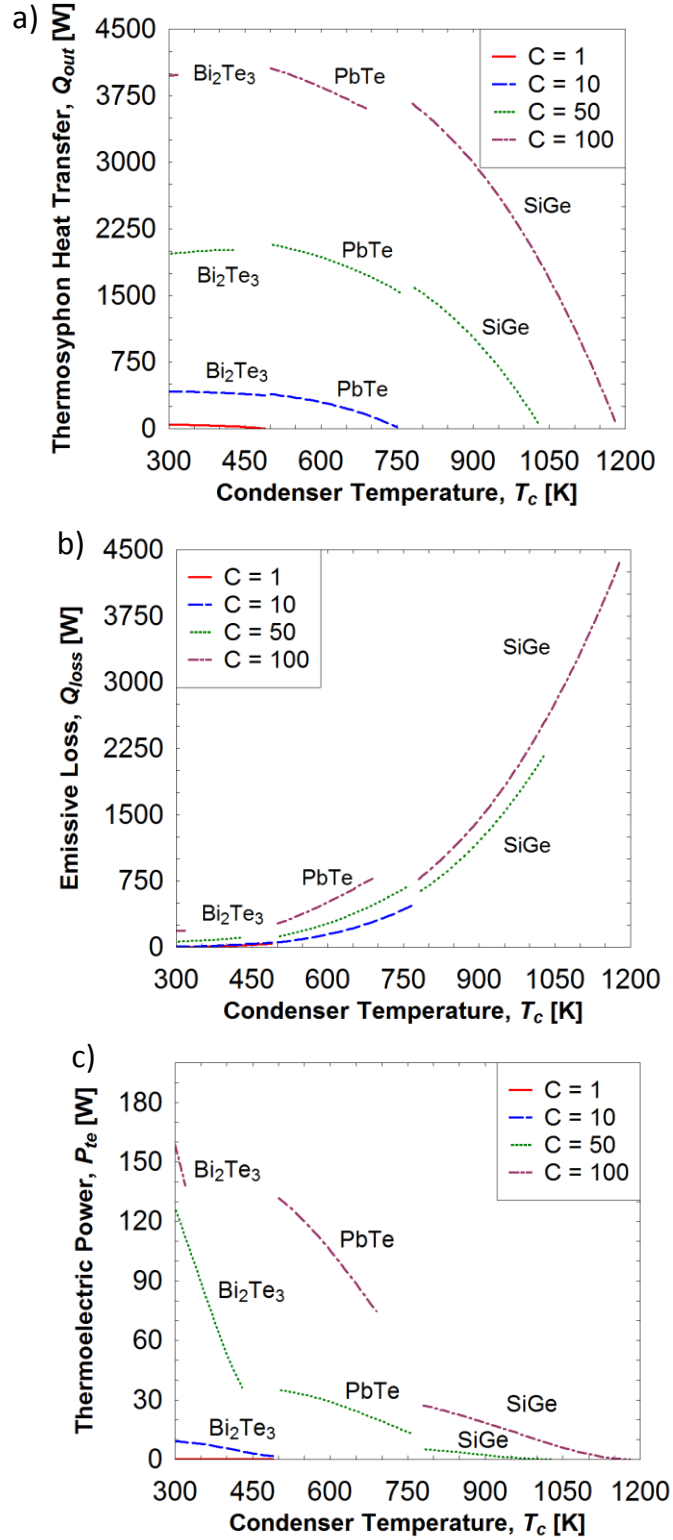 a)
4500
3750
3000
2250
1500
750
0
Thermosyphon Heat Transfer, Qout [W]
C = 1
C = 10
C = 50
C = 100
Bi2Te3
PbTe
SiGe
Bi2Te3
PbTe
SiGe
Bi2Te3
PbTe
300 450 600 750 900 1050 1200
Condenser Temperature, Tc [K]
b)
4500
3750
3000
2250
1500
750
0
Emissive Loss, Qloss [W]
C = 1
C = 10
C = 50
C = 100
SiGe
SiGe
PbTe
Bi2Te3
300 450 600 750 900 1050 1200
Condenser Temperature, Tc [K]
c)
180
150
120
90
60
30
0
Thermoelectric Power, Pte [W]
C = 1
C = 10
C = 50
C = 100
Bi2Te3
PbTe
Bi2Te3
PbTe
SiGe
Bi2Te3
SiGe
300 450 600 750 900 1050 1200
Condenser Temperature, Tc [K]